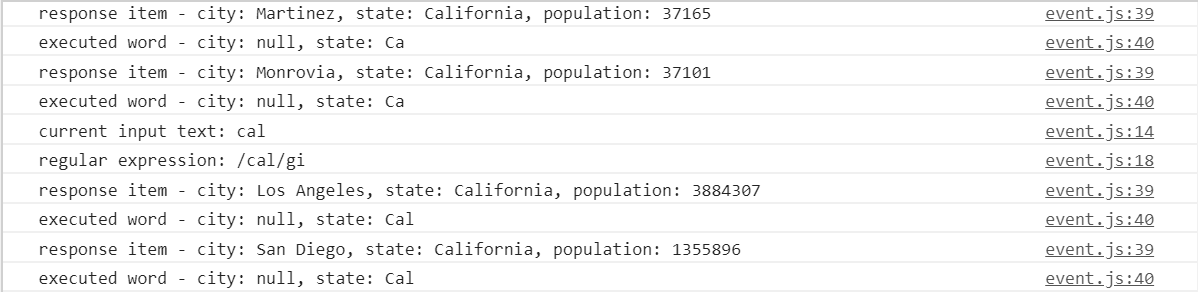 response item - city: Martinez, state: California, population: 37165 event.js:39
executed word - city: null, state: Ca event.js:40
response item - city: Monrovia, state: California, population: 37101 event.js:39
executed word - city: null, state: Ca event.js:40
current input text: cal event.js:14
regular expression: /cal/gi event.js:18
response item - city: Los Angeles, state: California, population: 3884307 event.js:39
executed word - city: null, state: Cal event.js:40
response item - city: San Diego, state: California, population: 1355896 event.js:39
executed word - city: null, state: Cal event.js:40